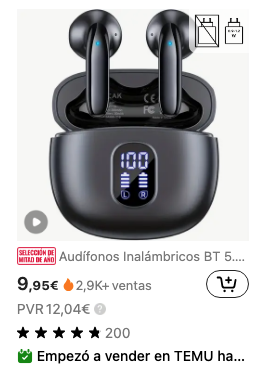 100
L R
SELECCIÓN DE
MITAD DE AÑO Audífonos Inalámbricos BT 5....
9,95€ 2,9K+ ventas
PVR 12,04€ ?
200
Empezó a vender en TEMU ha...